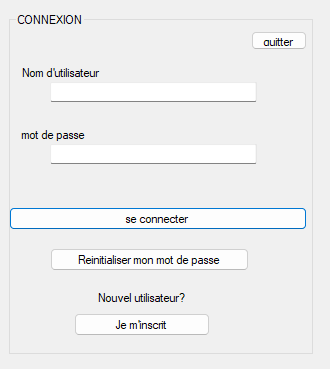 CONNEXION
quitter
Nom d'utilisateur
mot de passe
se connecter
Reinitialiser mon mot de passe
Nouvel utilisateur?
Je m'inscrit